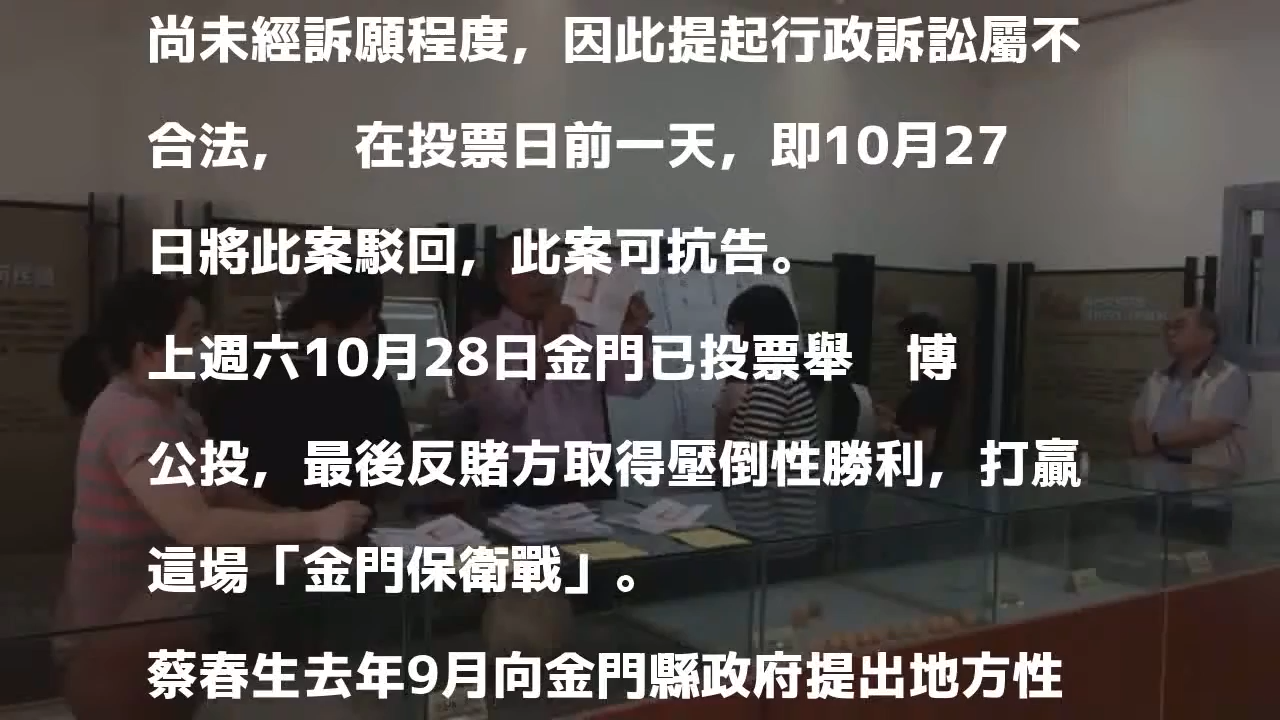 尚未經訴願程度，因此提起行政訴訟屬不
合法，　在投票日前一天，即10月27
日將此案駁回，此案可抗告。
上週六10月28日金門已投票舉　博
公投，最後反賭方取得壓倒性勝利，打贏
這場「金門保衛戰」。
蔡春生去年9月向金門縣政府提出地方性